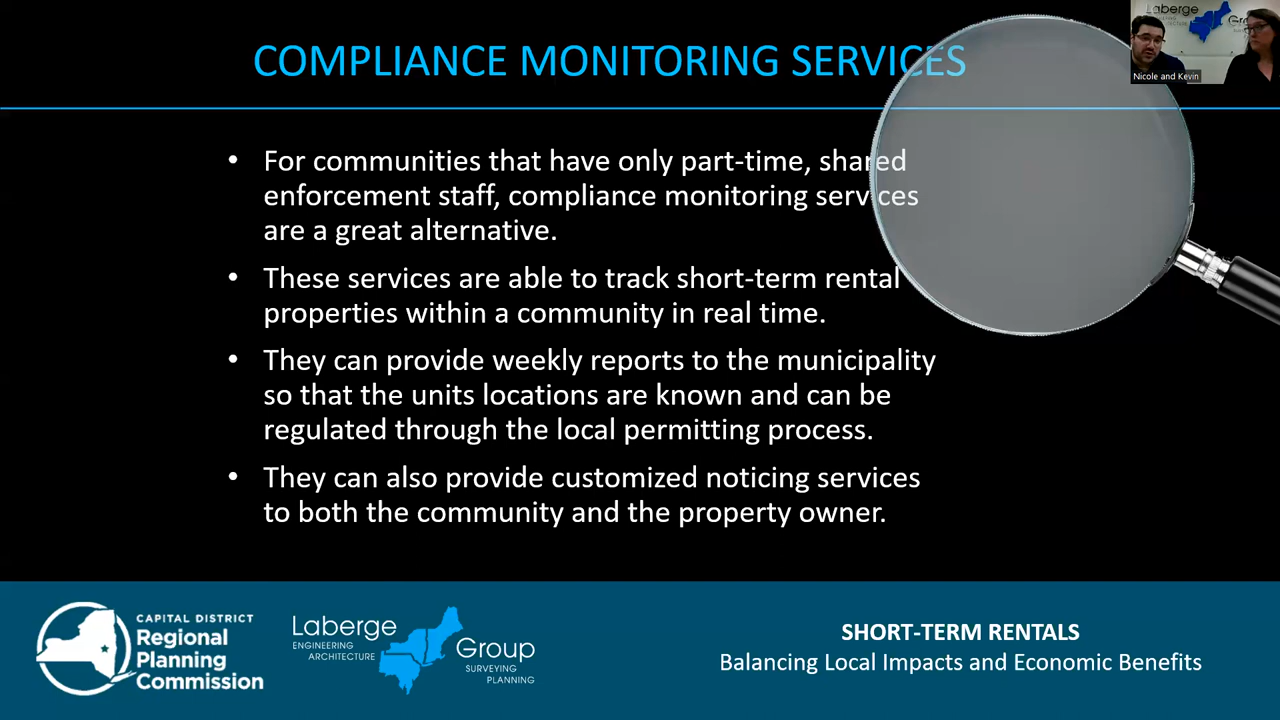 COMPLIANCE MONITORING SERVICES
Laberge
Nicole and Kevin
• For communities that have only part-time, shared
enforcement staff, compliance monitoring services
are a great alternative.
• These services are able to track short-term rental
properties within a community in real time.
• They can provide weekly reports to the municipality
so that the units locations are known and can be
regulated through the local permitting process.
• They can also provide customized noticing services
to both the community and the property owner.
CAPITAL DISTRICT
Regional
Planning
Commission
Laberge
ENGINEERING
ARCHITECTURE
Group
SURVEYING
PLANNING
SHORT-TERM RENTALS
Balancing Local Impacts and Economic Benefits